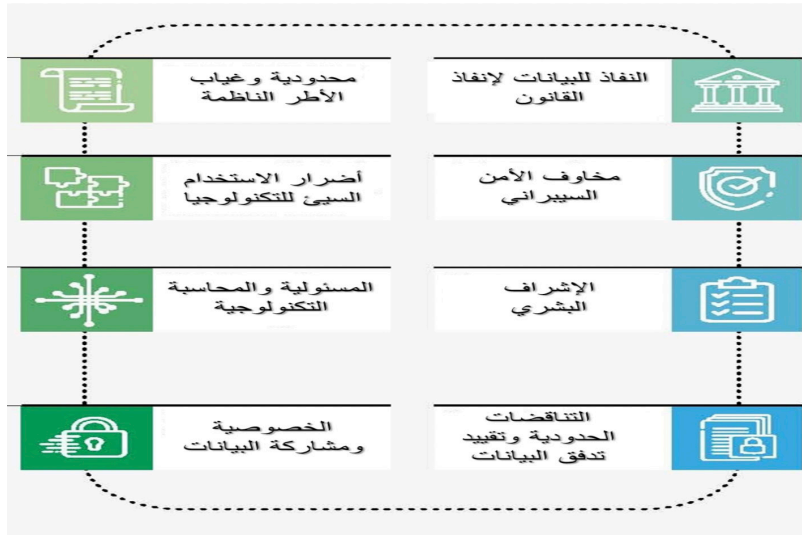 النفاذ للبيانات لإنفاذ
القانون
محدودية وغياب
الأطر الناظمة
مخاوف الأمن
السيبراني
أضرار الاستخدام
السيئ للتكنولوجيا
الإشراف
البشري
المسئولية والمحاسبة
التكنولوجية
التناقضات
الحدودية وتقييد
تدفق البيانات
الخصوصية
ومشاركة البيانات